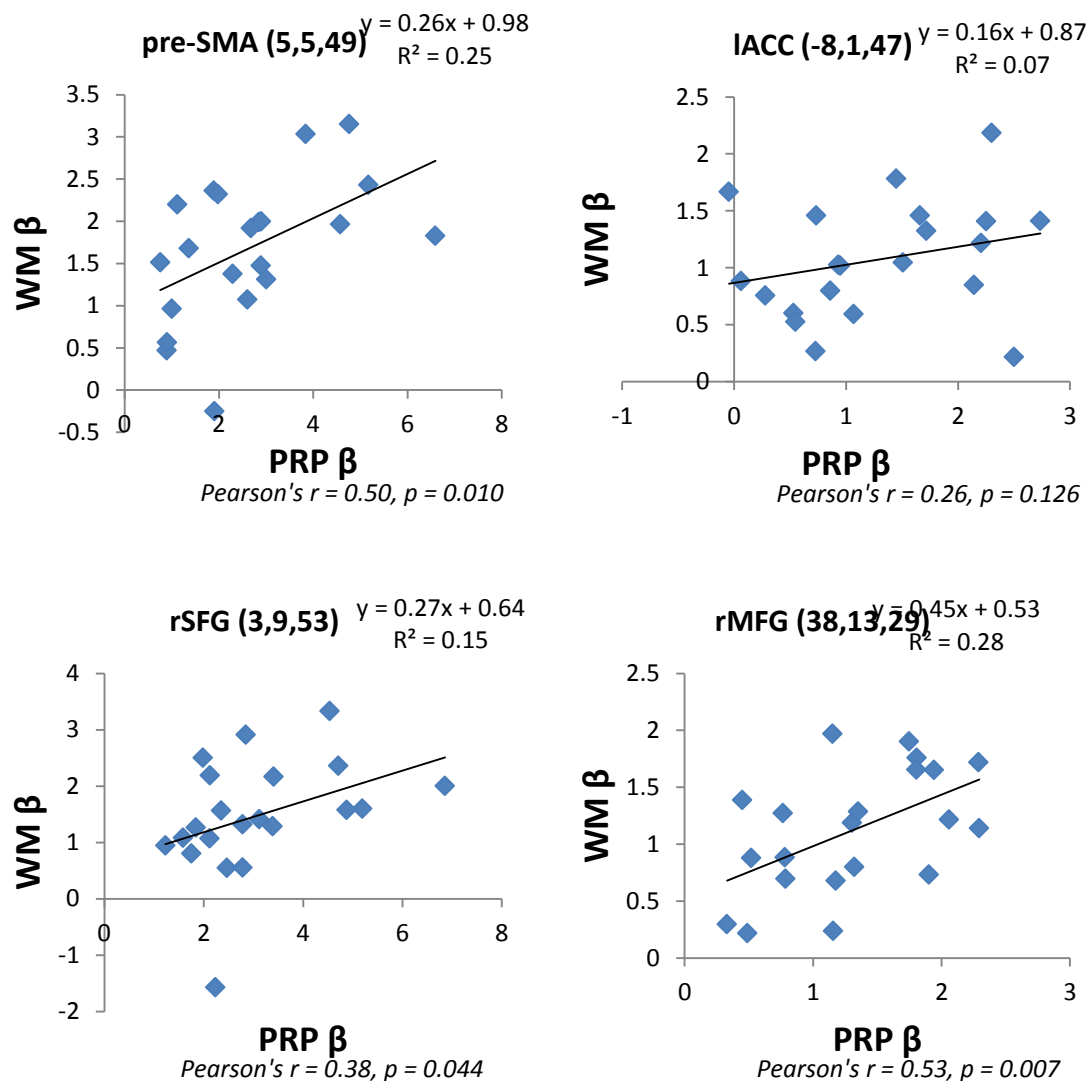 pre-SMA (5,5,49)
y = 0.26x + 0.98
R² = 0.25
3.5
3
2.5
2
1.5
1
0.5
0
-0.5
0 2 4 6 8
WM β
PRP β
Pearson's r = 0.50, p = 0.010
lACC (-8,1,47)
y = 0.16x + 0.87
R² = 0.07
2.5
2
1.5
1
0.5
0
-1 0 1 2 3
WM β
PRP β
Pearson's r = 0.26, p = 0.126
rSFG (3,9,53)
y = 0.27x + 0.64
R² = 0.15
4
3
2
1
0
-1
-2
0 2 4 6 8
WM β
PRP β
Pearson's r = 0.38, p = 0.044
rMFG (38,13,29)
y = 0.45x + 0.53
R² = 0.28
2.5
2
1.5
1
0.5
0
0 1 2 3
WM β
PRP β
Pearson's r = 0.53, p = 0.007